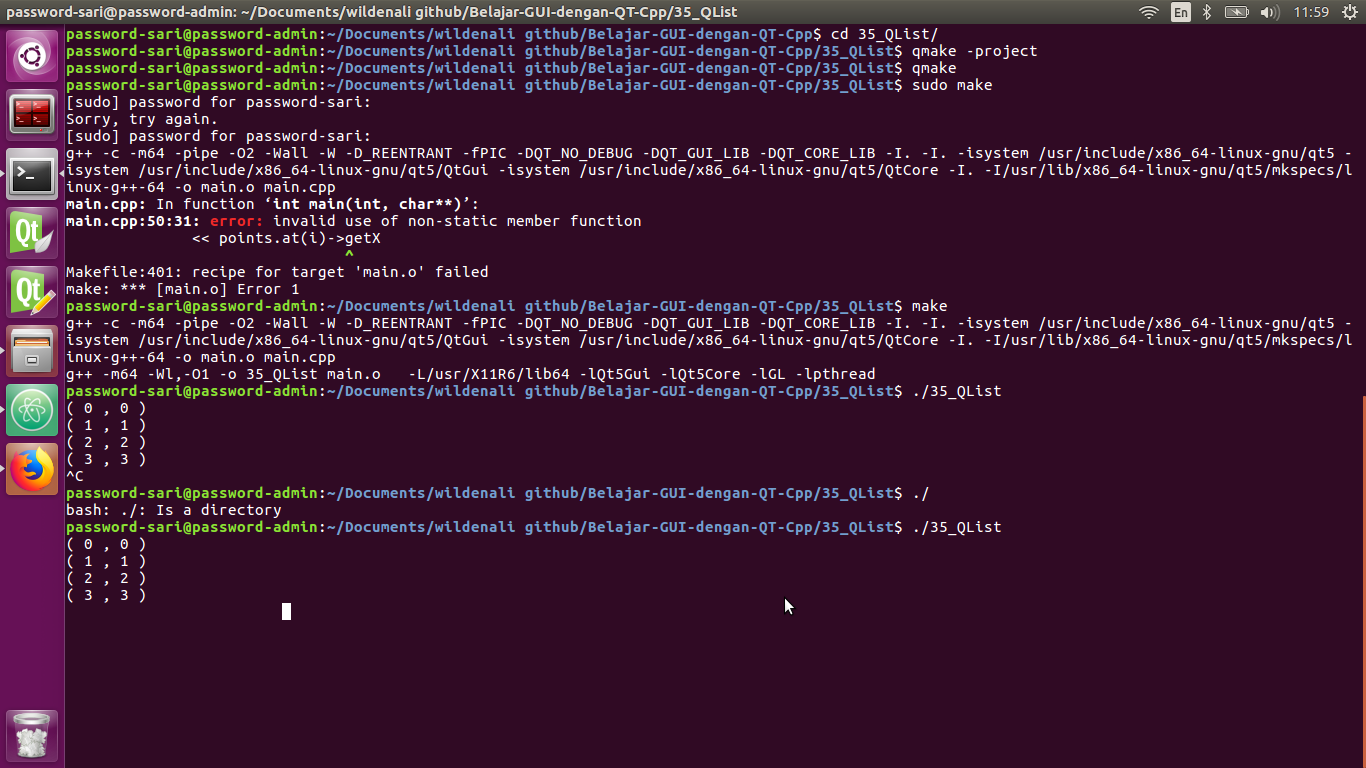 password-sari@password-admin: ~/Documents/wildenali github/Belajar-GUI-dengan-QT-Cpp/35_QList
En
11:59
password-sari@password-admin:~/Documents/wildenali github/Belajar-GUI-dengan-QT-Cpp$ cd 35_QList/
password-sari@password-admin:~/Documents/wildenali github/Belajar-GUI-dengan-QT-Cpp/35_QList$ qmake -project
password-sari@password-admin:~/Documents/wildenali github/Belajar-GUI-dengan-QT-Cpp/35_QList$ qmake
password-sari@password-admin:~/Documents/wildenali github/Belajar-GUI-dengan-QT-Cpp/35_QList$ sudo make
[sudo] password for password-sari:
Sorry, try again.
[sudo] password for password-sari:
g++ -c -m64 -pipe -O2 -Wall -W -D_REENTRANT -fPIC -DQT_NO_DEBUG -DQT_GUI_LIB -DQT_CORE_LIB -I. -I. -isystem /usr/include/x86_64-linux-gnu/qt5 -
isystem /usr/include/x86_64-linux-gnu/qt5/QtGui -isystem /usr/include/x86_64-linux-gnu/qt5/QtCore -I. -I/usr/lib/x86_64-linux-gnu/qt5/mkspecs/l
inux-g++-64 -o main.o main.cpp
main.cpp: In function ‘int main(int, char**)’:
main.cpp:50:31: error: invalid use of non-static member function
<< points.at(i)->getX
^
Makefile:401: recipe for target 'main.o' failed
make: *** [main.o] Error 1
password-sari@password-admin:~/Documents/wildenali github/Belajar-GUI-dengan-QT-Cpp/35_QList$ make
g++ -c -m64 -pipe -O2 -Wall -W -D_REENTRANT -fPIC -DQT_NO_DEBUG -DQT_GUI_LIB -DQT_CORE_LIB -I. -I. -isystem /usr/include/x86_64-linux-gnu/qt5 -
isystem /usr/include/x86_64-linux-gnu/qt5/QtGui -isystem /usr/include/x86_64-linux-gnu/qt5/QtCore -I. -I/usr/lib/x86_64-linux-gnu/qt5/mkspecs/l
inux-g++-64 -o main.o main.cpp
g++ -m64 -Wl,-O1 -o 35_QList main.o   -L/usr/X11R6/lib64 -lQt5Gui -lQt5Core -lGL -lpthread
password-sari@password-admin:~/Documents/wildenali github/Belajar-GUI-dengan-QT-Cpp/35_QList$ ./35_QList
( 0 , 0 )
( 1 , 1 )
( 2 , 2 )
( 3 , 3 )
^C
password-sari@password-admin:~/Documents/wildenali github/Belajar-GUI-dengan-QT-Cpp/35_QList$ ./
bash: ./: Is a directory
password-sari@password-admin:~/Documents/wildenali github/Belajar-GUI-dengan-QT-Cpp/35_QList$ ./35_QList
( 0 , 0 )
( 1 , 1 )
( 2 , 2 )
( 3 , 3 )
Qt
Qt